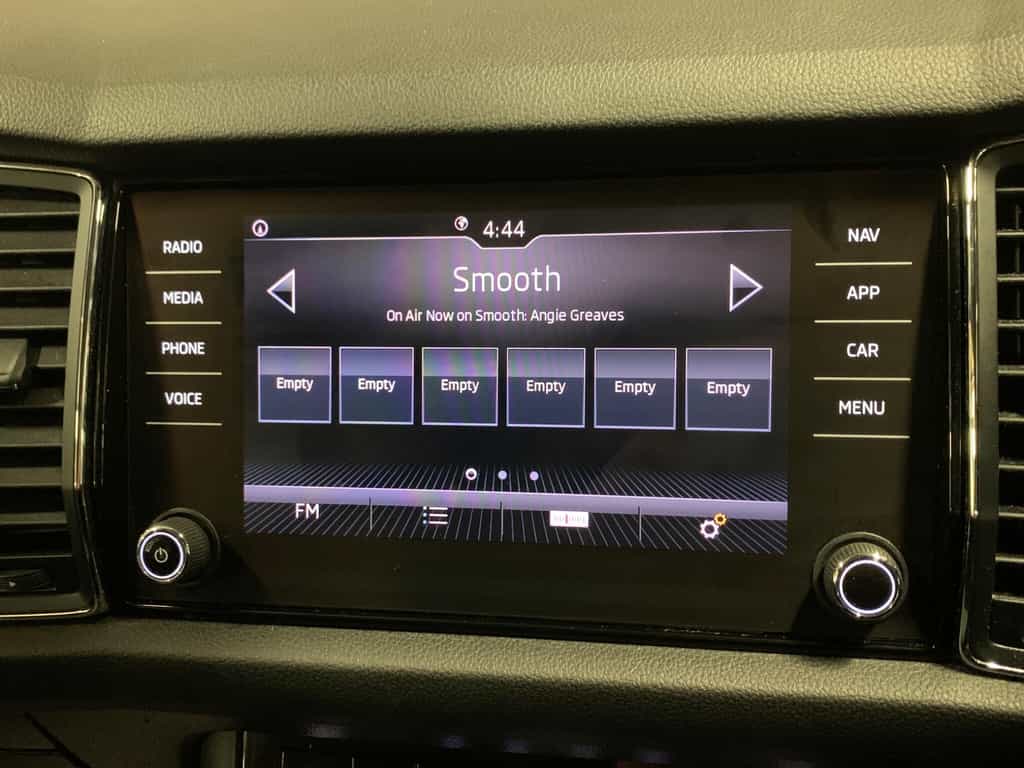 4:44
Smooth
On Air Now on Smooth: Angie Greaves
Empty Empty Empty Empty Empty Empty
FM
RADIO
MEDIA
PHONE
VOICE
NAV
APP
CAR
MENU